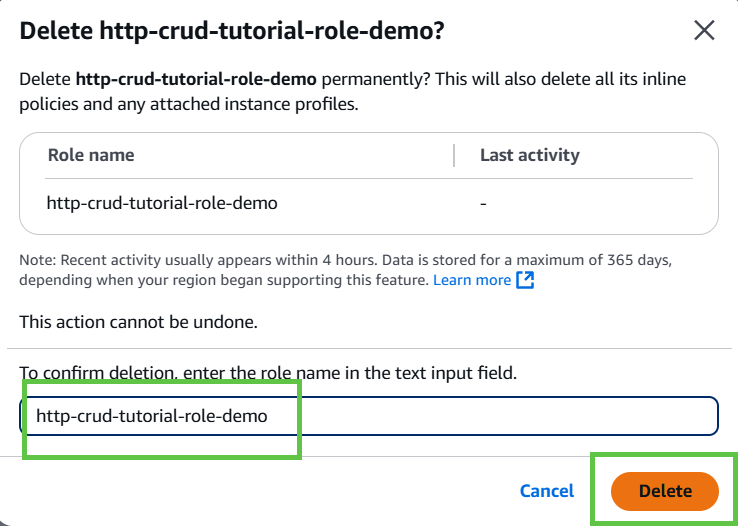 Delete http-crud-tutorial-role-demo?
Delete http-crud-tutorial-role-demo permanently? This will also delete all its inline
policies and any attached instance profiles.
Role name Last activity
http-crud-tutorial-role-demo -
Note: Recent activity usually appears within 4 hours. Data is stored for a maximum of 365 days,
depending when your region began supporting this feature. Learn more
This action cannot be undone.
To confirm deletion, enter the role name in the text input field.
http-crud-tutorial-role-demo
Cancel Delete